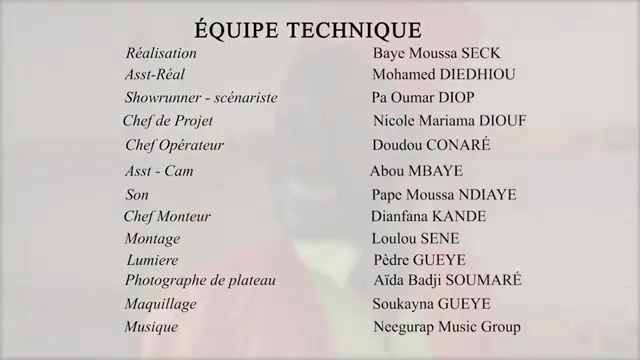 ÉQUIPE TECHNIQUE
Réalisation Baye Moussa SECK
Asst-Réal Mohamed DIEDHIOU
Showrunner - scénariste Pa Oumar DIOP
Chef de Projet Nicole Mariama DIOUF
Chef Opérateur Doudou CONARÉ
Asst - Cam Abou MBAYE
Son Pape Moussa NDIAYE
Chef Monteur Dianfana KANDE
Montage Loulou SENE
Lumiere Pèdre GUEYE
Photographe de plateau Aïda Badji SOUMARÉ
Maquillage Soukayna GUEYE
Musique Neegurap Music Group